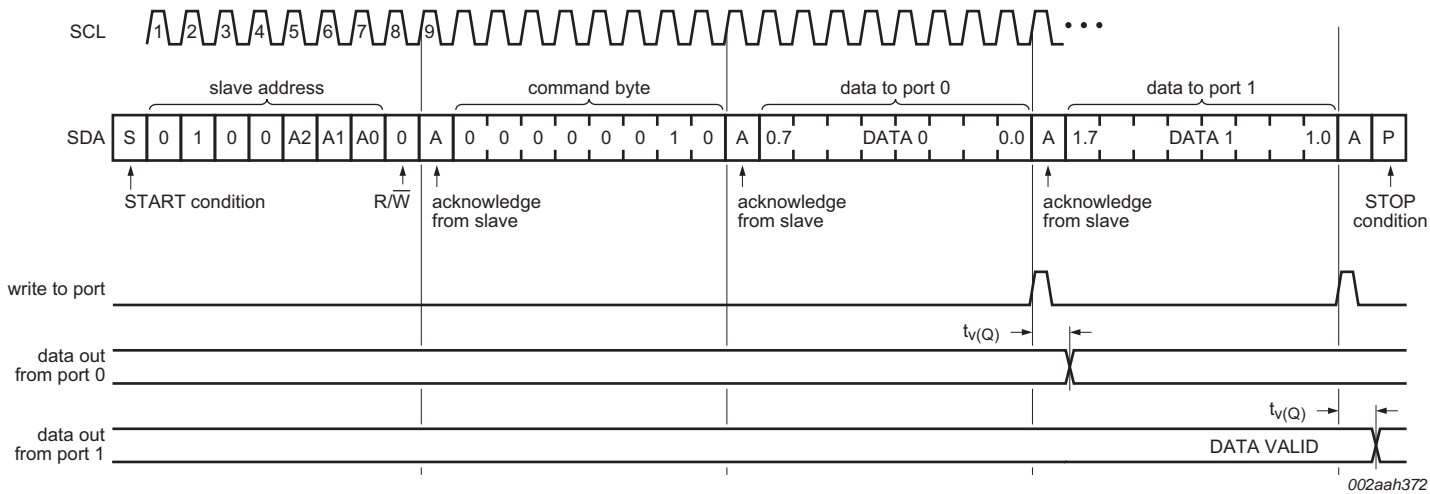 SCL 1 2 3 4 5 6 7 8 9
slave address command byte data to port 0 data to port 1
SDA S 0 1 0 0 A2 A1 A0 0 A 0 0 0 0 0 0 1 0 A 0.7 DATA 0 0.0 A 1.7 DATA 1 1.0 A P
START condition R/W̅ acknowledge acknowledge acknowledge STOP
from slave from slave from slave condition
write to port
tv(Q)
data out
from port 0
tv(Q)
data out
from port 1 DATA VALID
002aah372